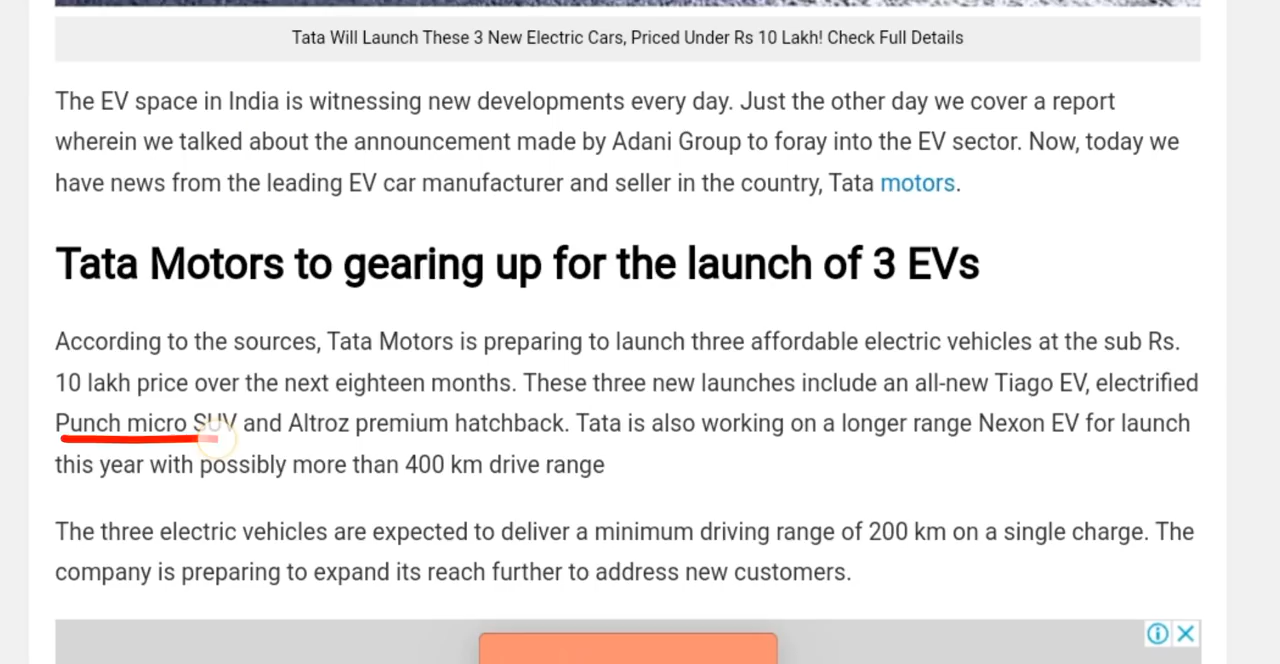 Tata Will Launch These 3 New Electric Cars, Priced Under Rs 10 Lakh! Check Full Details
The EV space in India is witnessing new developments every day. Just the other day we cover a report
wherein we talked about the announcement made by Adani Group to foray into the EV sector. Now, today we
have news from the leading EV car manufacturer and seller in the country, Tata motors.
Tata Motors to gearing up for the launch of 3 EVs
According to the sources, Tata Motors is preparing to launch three affordable electric vehicles at the sub Rs.
10 lakh price over the next eighteen months. These three new launches include an all-new Tiago EV, electrified
Punch micro SUV and Altroz premium hatchback. Tata is also working on a longer range Nexon EV for launch
this year with possibly more than 400 km drive range
The three electric vehicles are expected to deliver a minimum driving range of 200 km on a single charge. The
company is preparing to expand its reach further to address new customers.